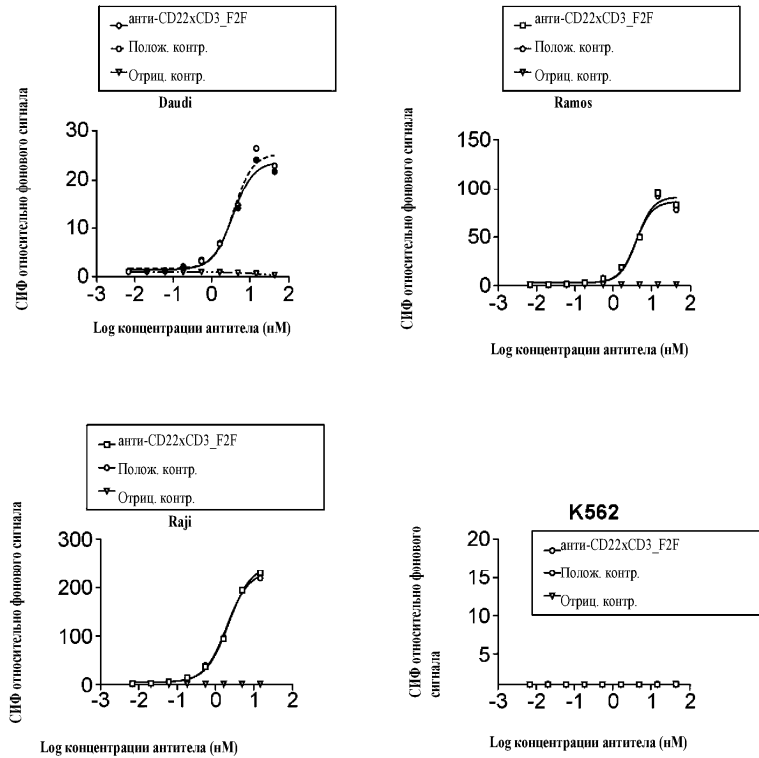 анти-CD22xCD3_F2F
Полож. контр.
Отриц. контр.
Daudi
СИФ относительно фонового сигнала
30
20
10
0
-3 -2 -1 0 1 2
Log концентрации антитела (нМ)
анти-CD22xCD3_F2F
Полож. контр.
Отриц. контр.
Ramos
СИФ относительно фонового сигнала
150
100
50
0
-3 -2 -1 0 1 2
Log концентрации антитела (нМ)
анти-CD22xCD3_F2F
Полож. контр.
Отриц. контр.
Raji
СИФ относительно фонового сигнала
300
200
100
0
-3 -2 -1 0 1 2
Log концентрации антитела (нМ)
K562
анти-CD22xCD3_F2F
Полож. контр.
Отриц. контр.
СИФ относительно фонового
сигнала
20
15
10
5
-3 -2 -1 0 1 2
Log концентрации антитела (нМ)